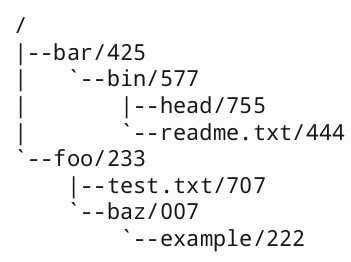 /
|--bar/425
|   `--bin/577
|       |--head/755
|       `--readme.txt/444
`--foo/233
    |--test.txt/707
    `--baz/007
        `--example/222